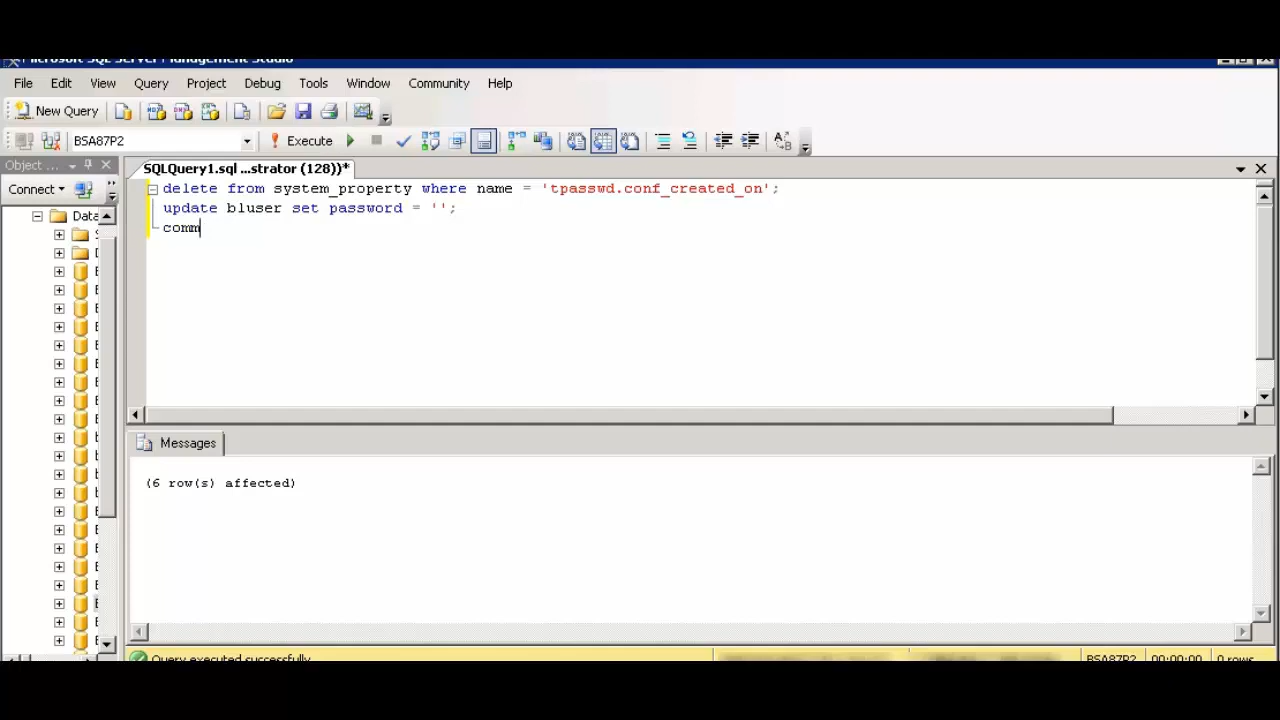 Microsoft SQL Server Management Studio
File Edit View Query Project Debug Tools Window Community Help
New Query
BSA87P2 Execute
Object ...
SQLQuery1.sql ...strator (128))*
Connect
Data
delete from system_property where name = 'tpasswd.conf_created_on';
update bluser set password = '';
comm
Messages
(6 row(s) affected)
Query executed successfully. BSA87P2 00:00:00 0 rows